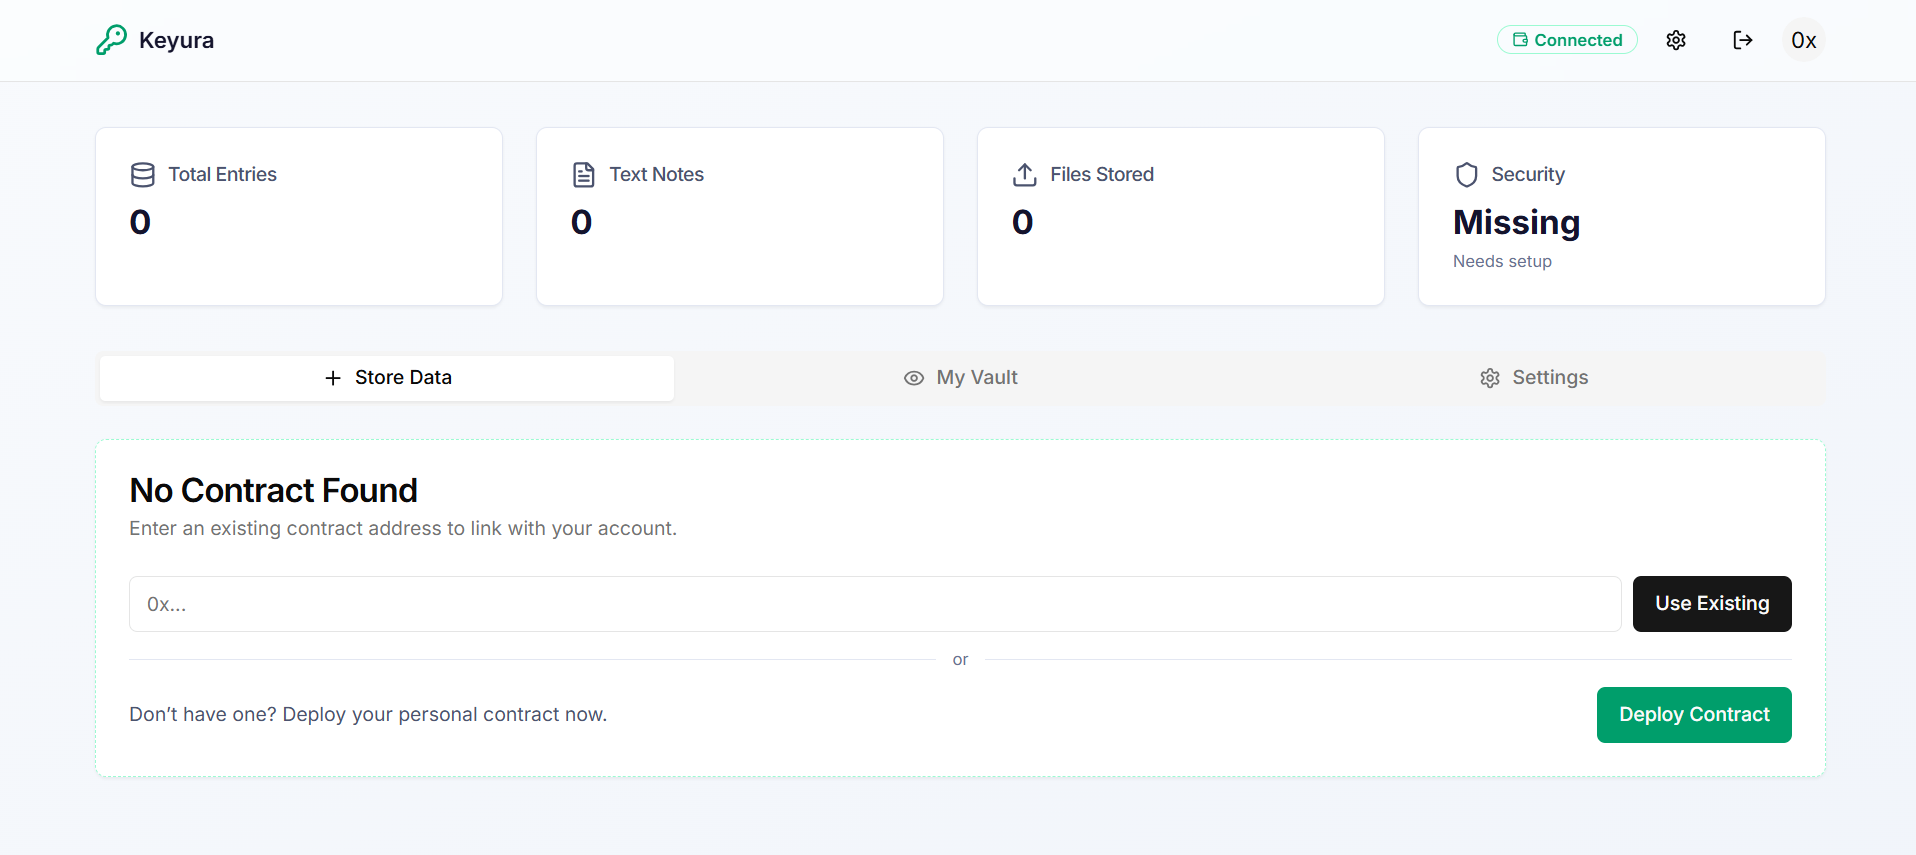 Keyura
Connected
0x
Total Entries
0
Text Notes
0
Files Stored
0
Security
Missing
Needs setup
Store Data
My Vault
Settings
No Contract Found
Enter an existing contract address to link with your account.
0x...
Use Existing
or
Don’t have one? Deploy your personal contract now.
Deploy Contract